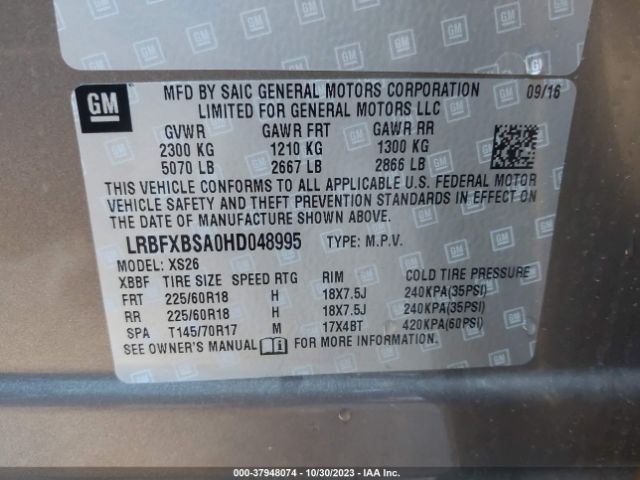 GM
MFD BY SAIC GENERAL MOTORS CORPORATION 09/16
LIMITED FOR GENERAL MOTORS LLC
GVWR GAWR FRT GAWR RR
2300 KG 1210 KG 1300 KG
5070 LB 2667 LB 2866 LB
THIS VEHICLE CONFORMS TO ALL APPLICABLE U.S. FEDERAL MOTOR
VEHICLE SAFETY AND THEFT PREVENTION STANDARDS IN EFFECT ON
THE DATE OF MANUFACTURE SHOWN ABOVE.
LRBFXBSA0HD048995 TYPE: M.P.V.
MODEL: XS26
XBBF TIRE SIZE SPEED RTG RIM COLD TIRE PRESSURE
FRT 225/60R18 H 18X7.5J 240KPA(35PSI)
RR 225/60R18 H 18X7.5J 240KPA(35PSI)
SPA T145/70R17 M 17X4BT 420KPA(60PSI)
SEE OWNER'S MANUAL FOR MORE INFORMATION.
000-37948074 | 10/30/2023 | IAA Inc.